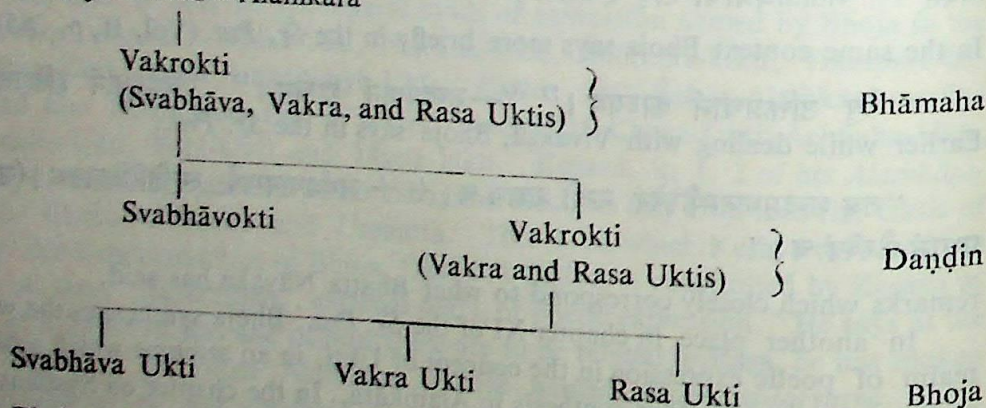 Vakrokti
(Svabhāva, Vakra, and Rasa Uktis) Bhāmaha
Svabhāvokti
Vakrokti
(Vakra and Rasa Uktis) Daṇḍin
Svabhāva Ukti Vakra Ukti Rasa Ukti Bhoja